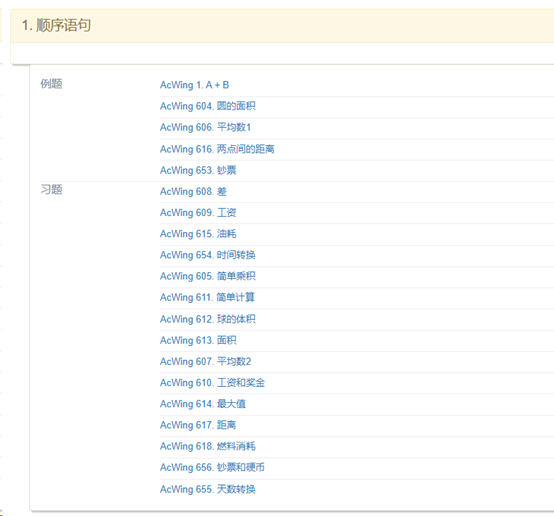 1. 顺序语句
例题
AcWing 1. A + B
AcWing 604. 圆的面积
AcWing 606. 平均数1
AcWing 616. 两点间的距离
AcWing 653. 钞票
习题
AcWing 608. 差
AcWing 609. 工资
AcWing 615. 油耗
AcWing 654. 时间转换
AcWing 605. 简单乘积
AcWing 611. 简单计算
AcWing 612. 球的体积
AcWing 613. 面积
AcWing 607. 平均数2
AcWing 610. 工资和奖金
AcWing 614. 最大值
AcWing 617. 距离
AcWing 618. 燃料消耗
AcWing 656. 钞票和硬币
AcWing 655. 天数转换